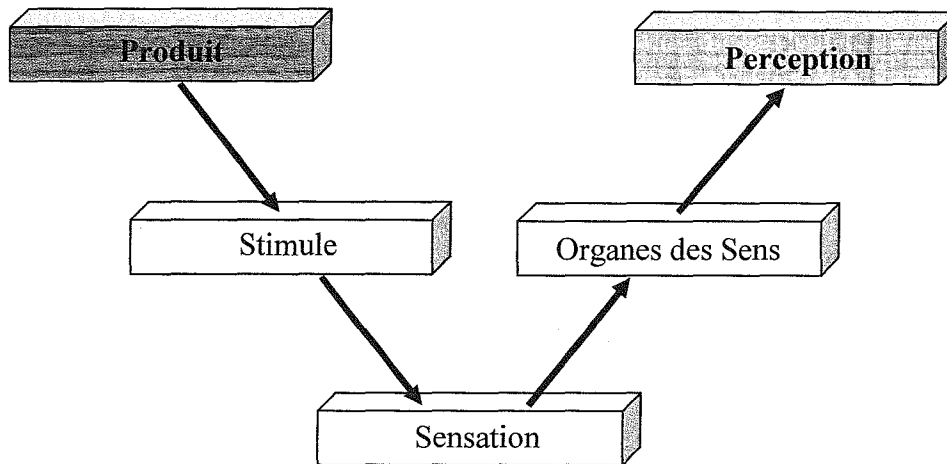 Produit
Perception
Stimule
Organes des Sens
Sensation